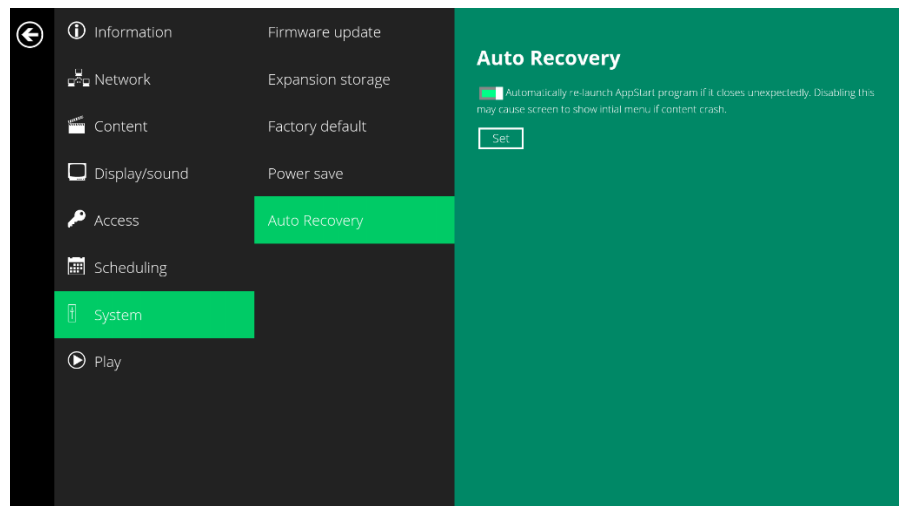 Information
Network
Content
Display/sound
Access
Scheduling
System
Play
Firmware update
Expansion storage
Factory default
Power save
Auto Recovery
Auto Recovery
Automatically re-launch AppStart program if it closes unexpectedly. Disabling this
may cause screen to show intial menu if content crash.
Set